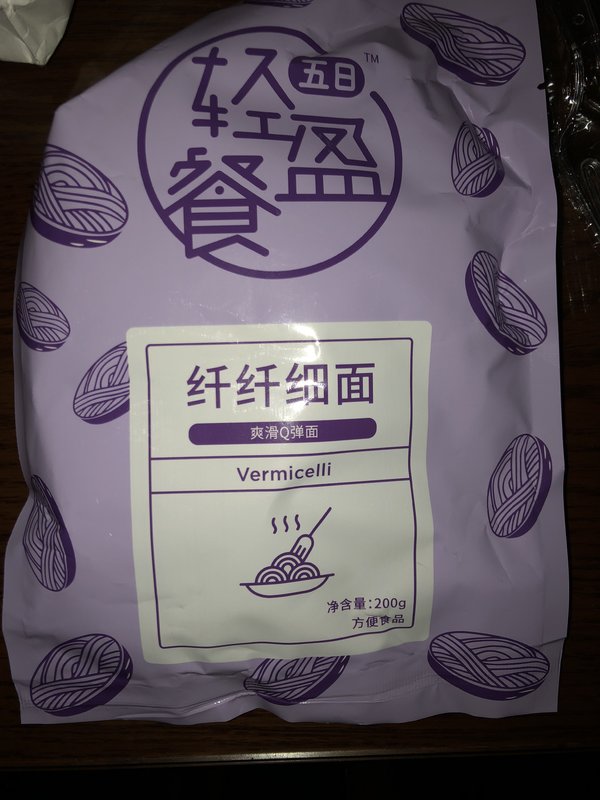 五日
轻盈
餐
TM
纤纤细面
爽滑Q弹面
Vermicelli
净含量:200g
方便食品